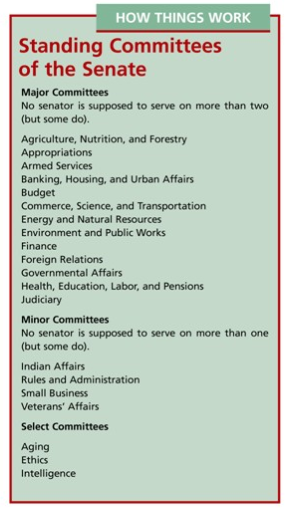 HOW THINGS WORK
Standing Committees
of the Senate
Major Committees
No senator is supposed to serve on more than two
(but some do).
Agriculture, Nutrition, and Forestry
Appropriations
Armed Services
Banking, Housing, and Urban Affairs
Budget
Commerce, Science, and Transportation
Energy and Natural Resources
Environment and Public Works
Finance
Foreign Relations
Governmental Affairs
Health, Education, Labor, and Pensions
Judiciary
Minor Committees
No senator is supposed to serve on more than one
(but some do).
Indian Affairs
Rules and Administration
Small Business
Veterans' Affairs
Select Committees
Aging
Ethics
Intelligence